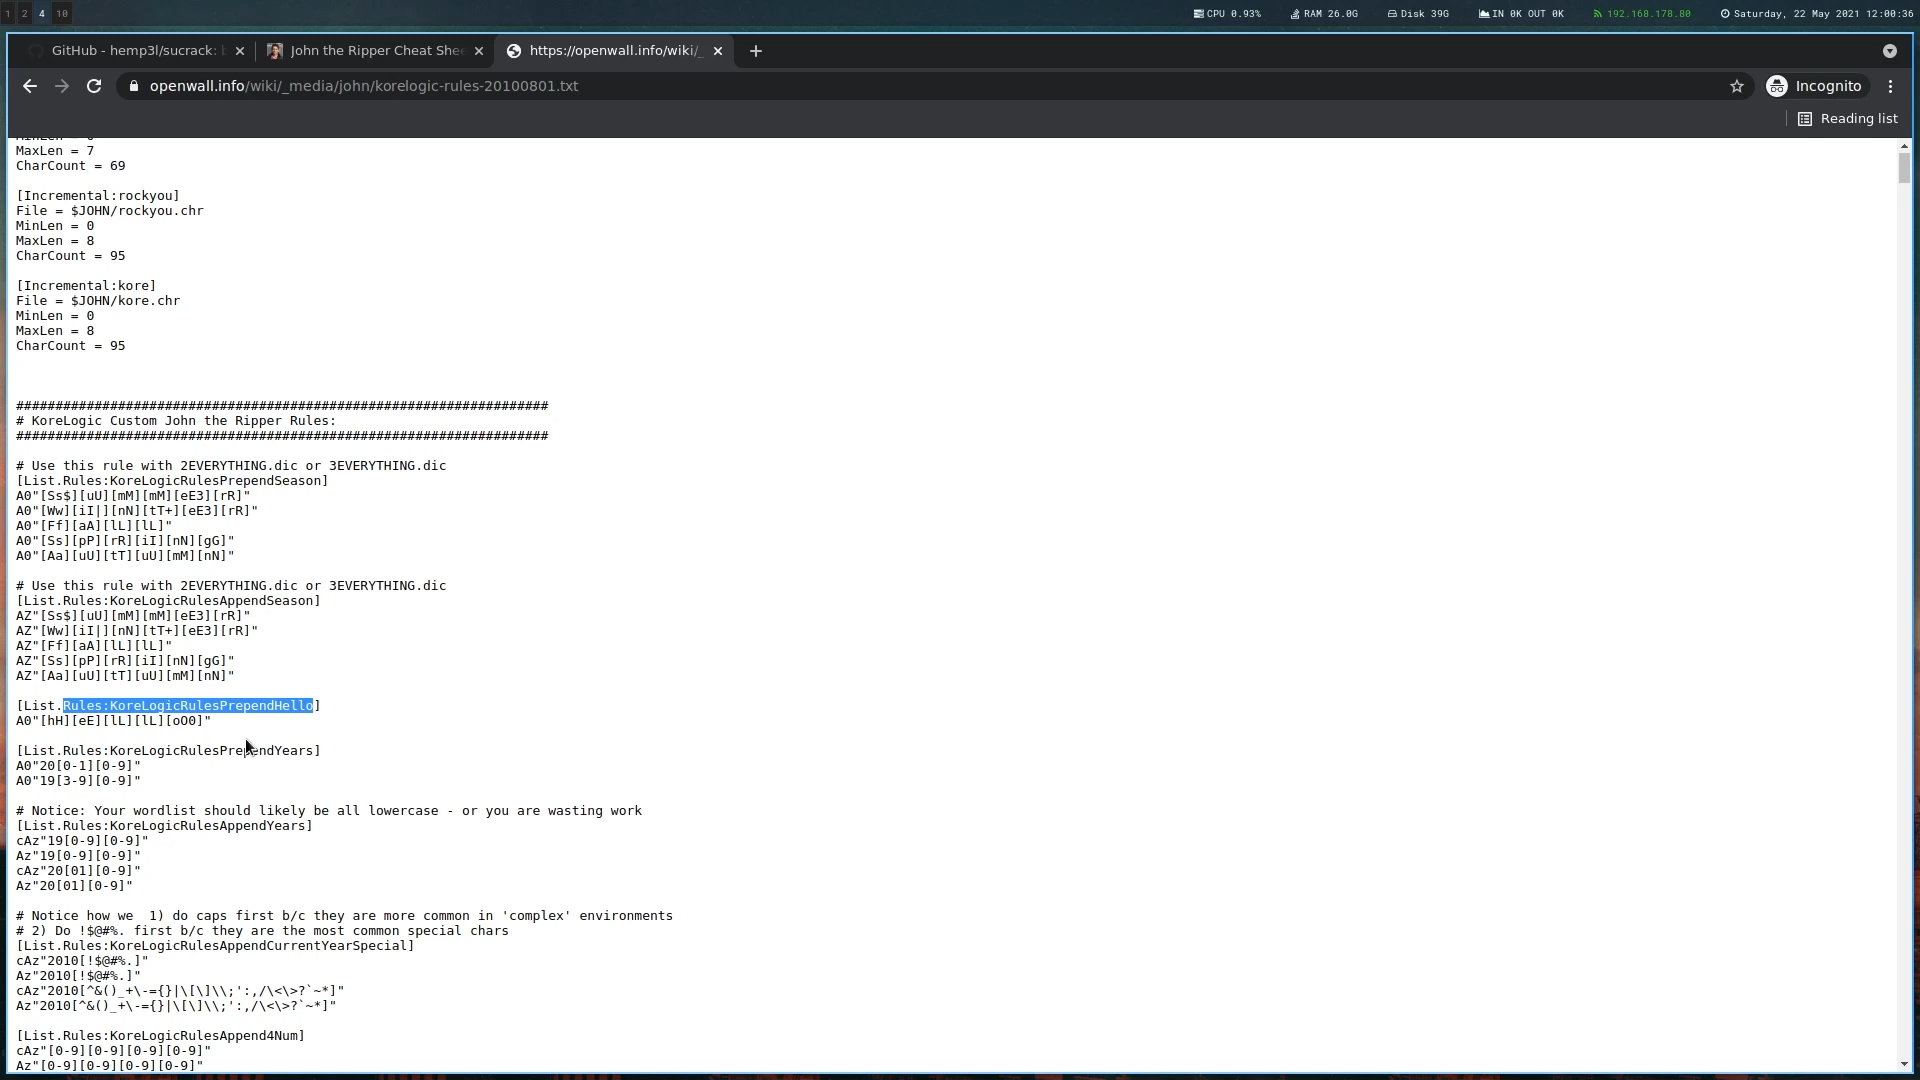 1 2 4 10
CPU 0.93% RAM 26.0G Disk 39G IN 0K OUT 0K 192.168.178.80 Saturday, 22 May 2021 12:00:36
GitHub - hemp3l/sucrack: John the Ripper Cheat She https://openwall.info/wiki/_
openwall.info/wiki/_media/john/korelogic-rules-20100801.txt Incognito
Reading list
MaxLen = 7
CharCount = 69
[Incremental:rockyou]
File = $JOHN/rockyou.chr
MinLen = 0
MaxLen = 8
CharCount = 95
[Incremental:kore]
File = $JOHN/kore.chr
MinLen = 0
MaxLen = 8
CharCount = 95
####################################################################
# KoreLogic Custom John the Ripper Rules:
####################################################################
# Use this rule with 2EVERYTHING.dic or 3EVERYTHING.dic
[List.Rules:KoreLogicRulesPrependSeason]
A0"[Ss$][uU][mM][mM][eE3][rR]"
A0"[Ww][iI|][nN][tT+][eE3][rR]"
A0"[Ff][aA][lL][lL]"
A0"[Ss][pP][rR][iI][nN][gG]"
A0"[Aa][uU][tT][uU][mM][nN]"
# Use this rule with 2EVERYTHING.dic or 3EVERYTHING.dic
[List.Rules:KoreLogicRulesAppendSeason]
AZ"[Ss$][uU][mM][mM][eE3][rR]"
AZ"[Ww][iI|][nN][tT+][eE3][rR]"
AZ"[Ff][aA][lL][lL]"
AZ"[Ss][pP][rR][iI][nN][gG]"
AZ"[Aa][uU][tT][uU][mM][nN]"
[List.Rules:KoreLogicRulesPrependHello]
A0"[hH][eE][lL][lL][oO0]"
[List.Rules:KoreLogicRulesPrependYears]
A0"20[0-1][0-9]"
A0"19[3-9][0-9]"
# Notice: Your wordlist should likely be all lowercase - or you are wasting work
[List.Rules:KoreLogicRulesAppendYears]
cAz"19[0-9][0-9]"
Az"19[0-9][0-9]"
cAz"20[01][0-9]"
Az"20[01][0-9]"
# Notice how we  1) do caps first b/c they are more common in 'complex' environments
# 2) Do !$@#%. first b/c they are the most common special chars
[List.Rules:KoreLogicRulesAppendCurrentYearSpecial]
cAz"2010[!$@#%.]"
Az"2010[!$@#%.]"
cAz"2010[^&()_+\-={}|\[\]\\;':,/\<\>?`~*]"
Az"2010[^&()_+\-={}|\[\]\\;':,/\<\>?`~*]"
[List.Rules:KoreLogicRulesAppend4Num]
cAz"[0-9][0-9][0-9][0-9]"
Az"[0-9][0-9][0-9][0-9]"